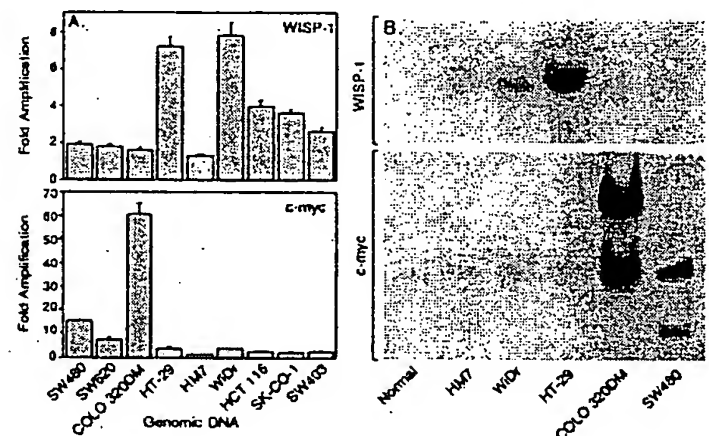 A.
WISP-1
8
6
4
2
0
Fold Amplification
c-myc
70
60
50
40
30
20
10
0
Fold Amplification
SW480
SW620
COLO 320DM
HT-29
HM7
WiDr
HCT 116
SK-CO-1
SW403
Genomic DNA
B.
WISP-1
c-myc
Normal
HM7
WiDr
HT-29
COLO 320DM
SW480